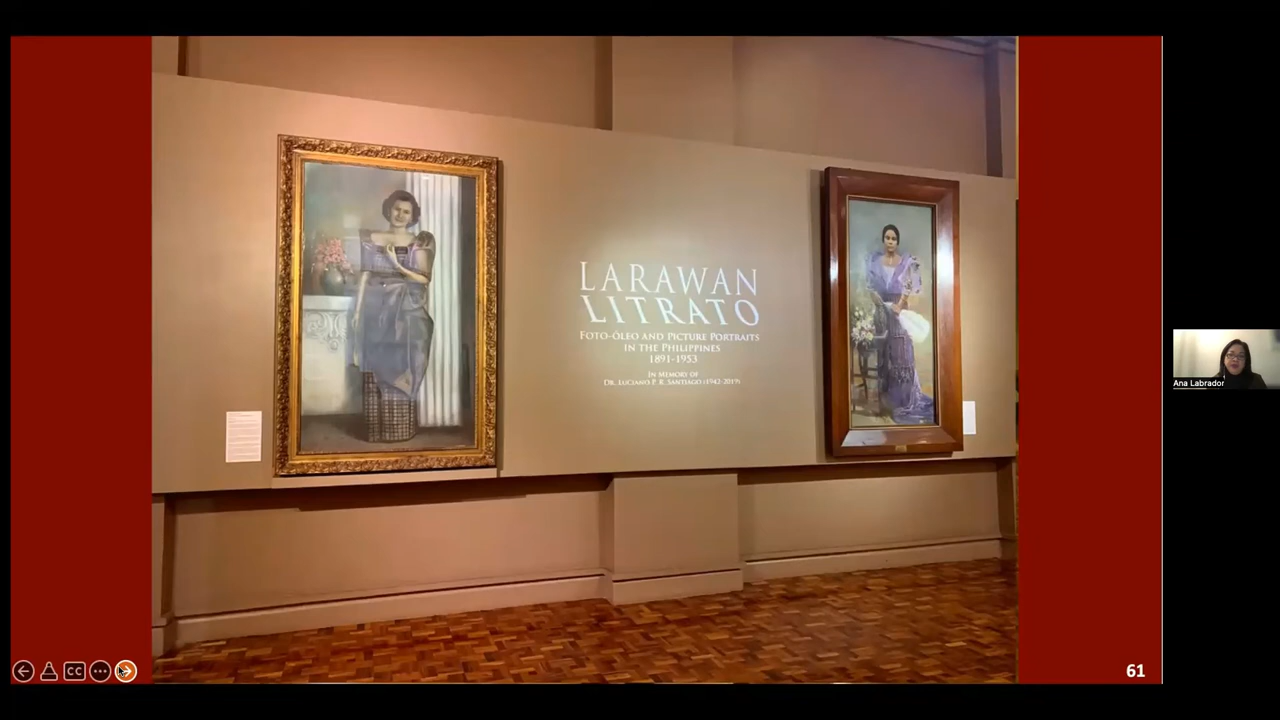 LARAWAN
LITRATO
FOTO-ÓLEO AND PICTURE PORTRAITS
IN THE PHILIPPINES
1891-1953
IN MEMORY OF
DR. LUCIANO P. R. SANTIAGO (1942-2019)
Ana Labrador
CC
61